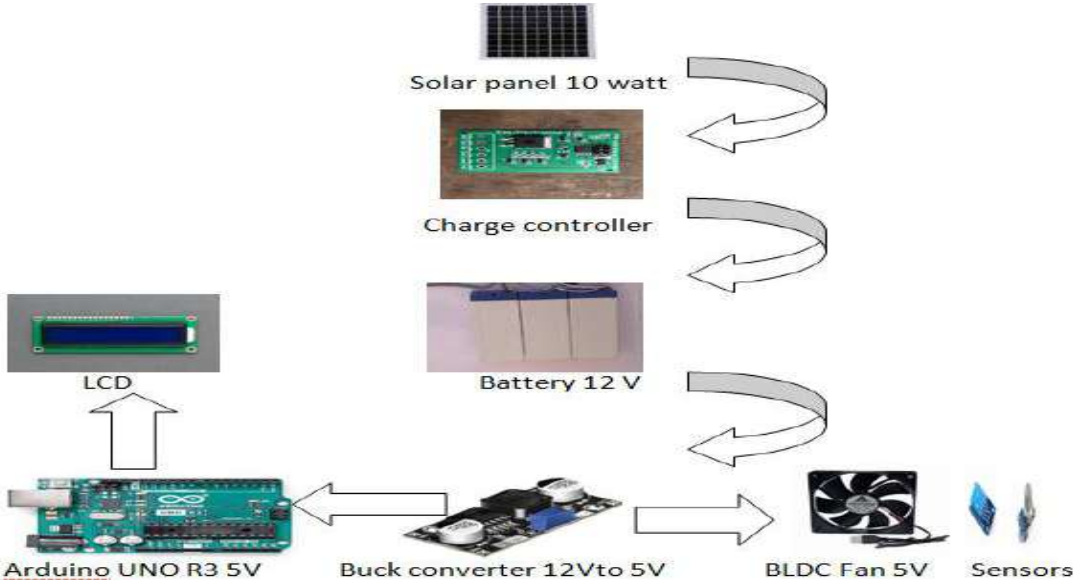 Solar panel 10 watt
Charge controller
LCD
Battery 12 V
Arduino UNO R3 5V
Buck converter 12Vto 5V
BLDC Fan 5V
Sensors